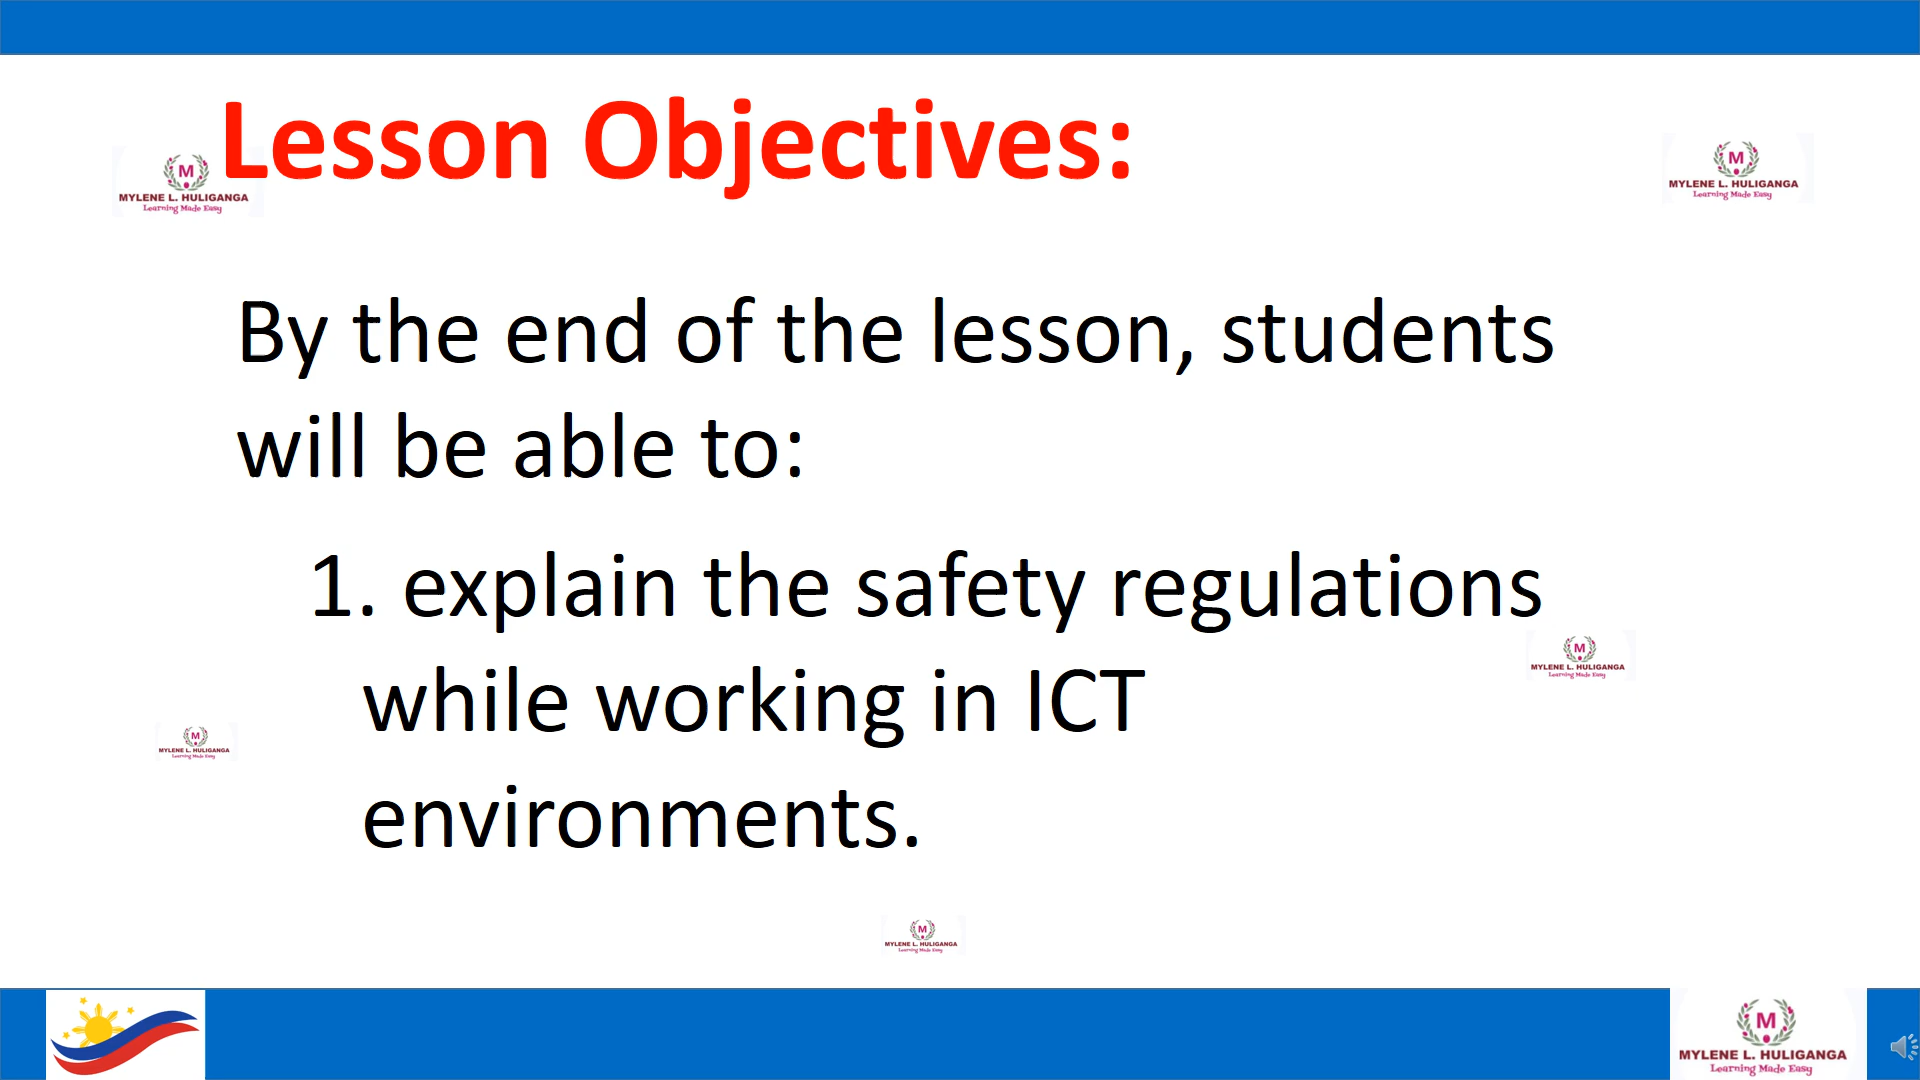 Lesson Objectives:
M
MYLENE L. HULIGANGA
Learning Made Easy
M
MYLENE L. HULIGANGA
Learning Made Easy
By the end of the lesson, students
will be able to:
1. explain the safety regulations
while working in ICT
environments.
M
MYLENE L. HULIGANGA
Learning Made Easy
M
MYLENE L. HULIGANGA
Learning Made Easy
M
MYLENE L. HULIGANGA
Learning Made Easy
M
MYLENE L. HULIGANGA
Learning Made Easy